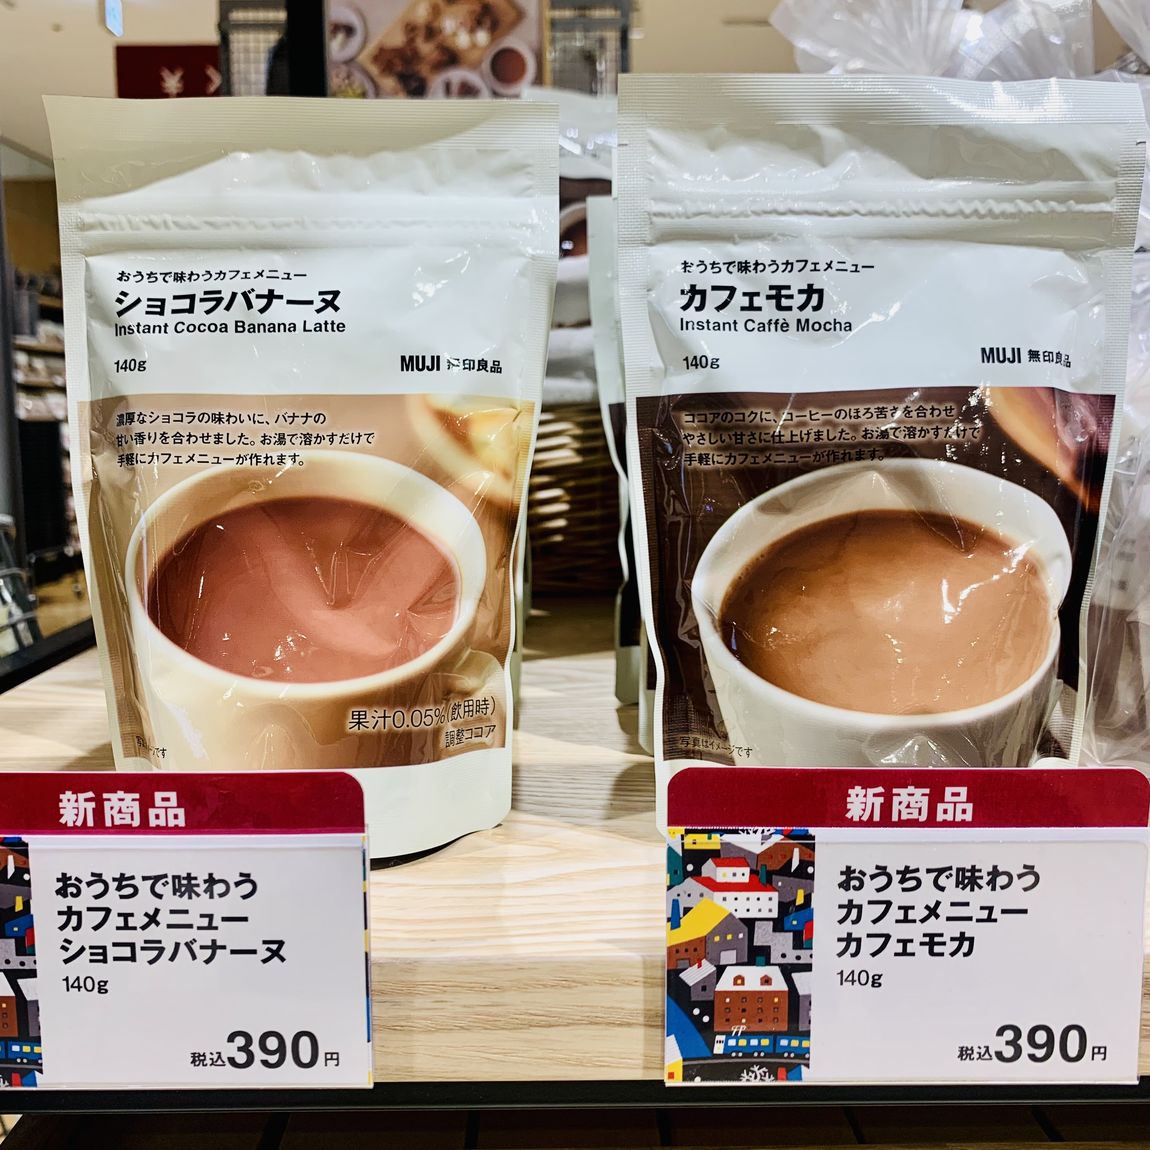 おうちで味わうカフェメニュー
ショコラバナーヌ
Instant Cocoa Banana Latte
140g
MUJI 無印良品
濃厚なショコラの味わいに、バナナの
甘い香りを合わせました。お湯で溶かすだけで
手軽にカフェメニューが作れます。
果汁0.05%(飲用時)
調整ココア
おうちで味わうカフェメニュー
カフェモカ
Instant Caffè Mocha
140g
MUJI 無印良品
ココアのコクに、コーヒーのほろ苦さを合わせ
やさしい甘さに仕上げました。お湯で溶かすだけで
手軽にカフェメニューが作れます。
写真はイメージです
新商品
おうちで味わう
カフェメニュー
ショコラバナーヌ
140g
税込390円
新商品
おうちで味わう
カフェメニュー
カフェモカ
140g
税込390円